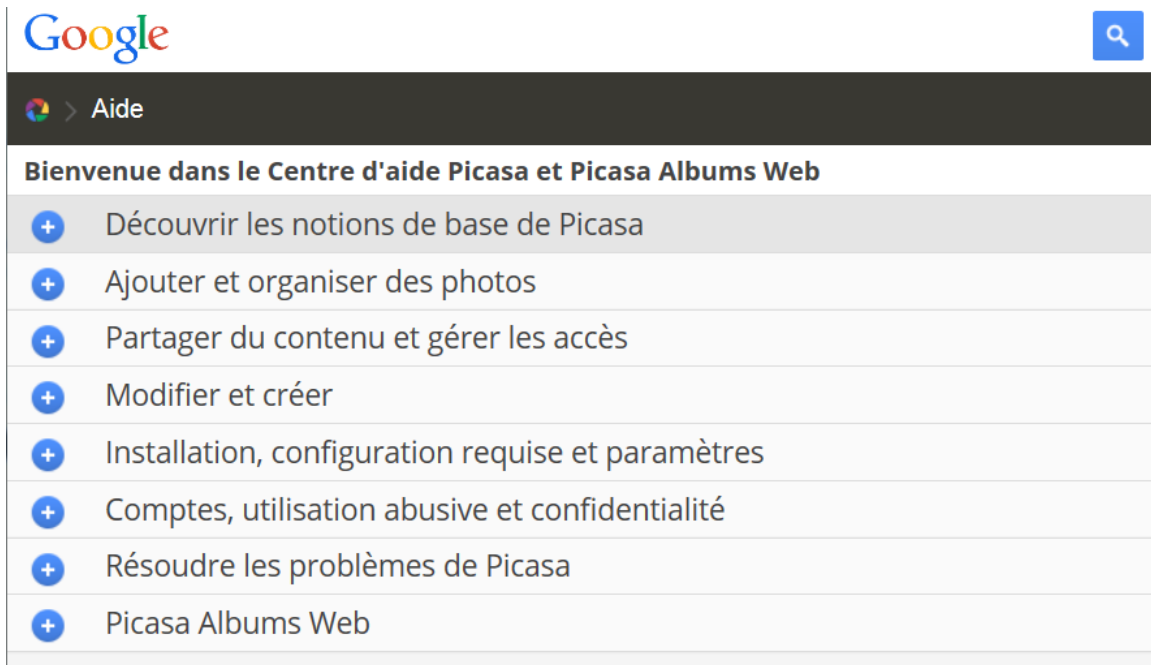 Google
Aide
Bienvenue dans le Centre d'aide Picasa et Picasa Albums Web
Découvrir les notions de base de Picasa
Ajouter et organiser des photos
Partager du contenu et gérer les accès
Modifier et créer
Installation, configuration requise et paramètres
Comptes, utilisation abusive et confidentialité
Résoudre les problèmes de Picasa
Picasa Albums Web